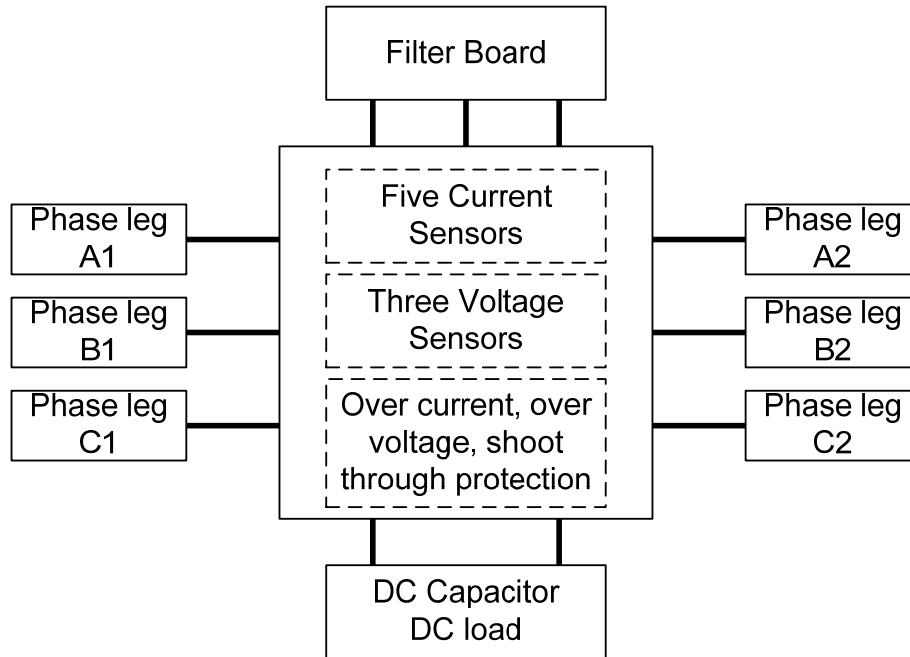 Filter Board
Five Current
Sensors
Phase leg
A1
Phase leg
A2
Three Voltage
Sensors
Phase leg
B1
Phase leg
B2
Over current, over
voltage, shoot
through protection
Phase leg
C1
Phase leg
C2
DC Capacitor
DC load